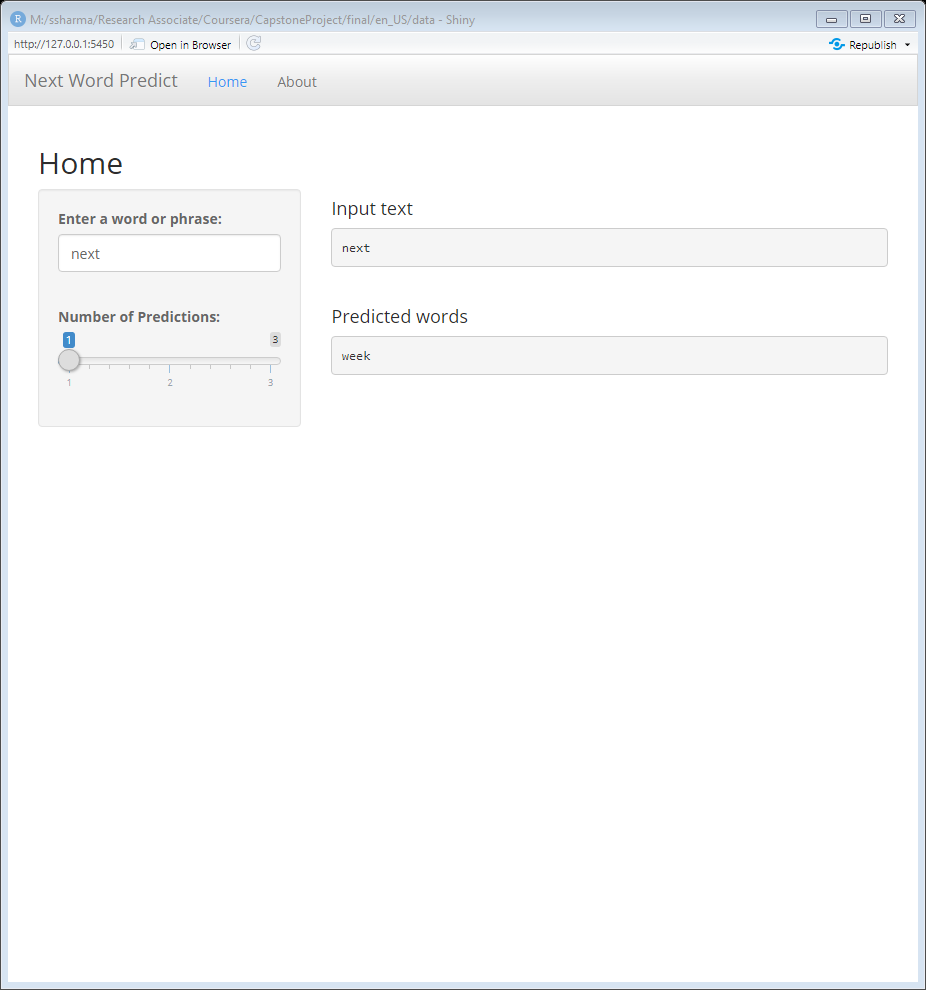 R M:/ssharma/Research Associate/Coursera/CapstoneProject/final/en_US/data - Shiny
http://127.0.0.1:5450 Open in Browser Republish
Next Word Predict Home About
Home
Enter a word or phrase:
next
Number of Predictions:
1 3
1 2 3
Input text
next
Predicted words
week